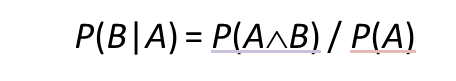 P(B|A) = P(A∧B) / P(A)